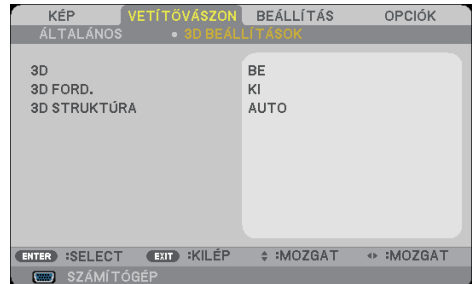 KÉP VETÍTŐVÁSZON BEÁLLÍTÁS OPCIÓK
ÁLTALÁNOS • 3D BEÁLLÍTÁSOK
3D BE
3D FORD. KI
3D STRUKTÚRA AUTO
ENTER :SELECT EXIT :KILÉP :MOZGAT :MOZGAT
SZÁMÍTÓGÉP